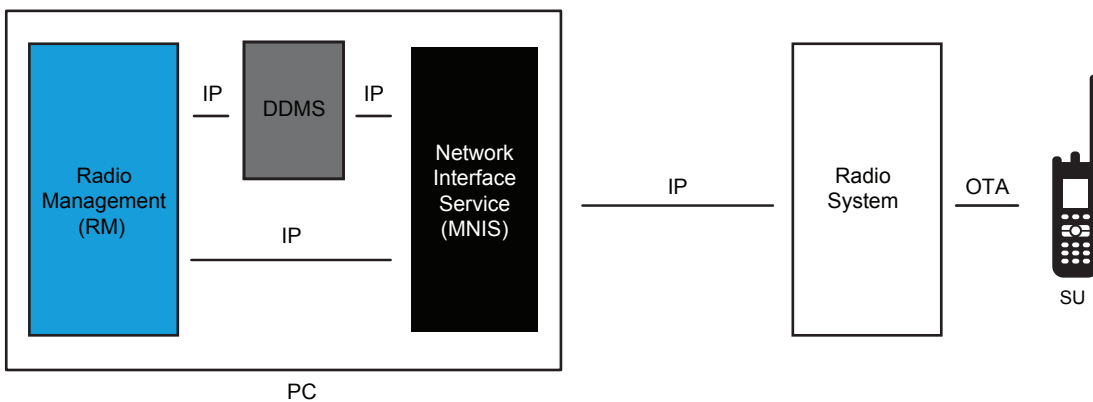 IP
IP
DDMS
Radio
Management
(RM)
Network
Interface
Service
(MNIS)
IP
IP
Radio
System
OTA
SU
PC